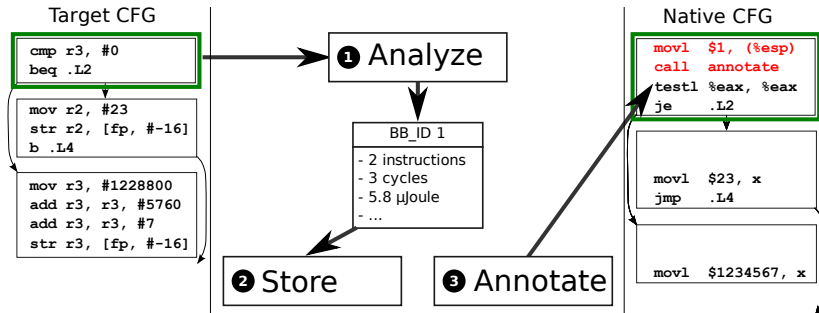 Target CFG
cmp r3, #0
beq .L2
mov r2, #23
str r2, [fp, #-16]
b .L4
mov r3, #1228800
add r3, r3, #5760
add r3, r3, #7
str r3, [fp, #-16]
1 Analyze
BB_ID 1
- 2 instructions
- 3 cycles
- 5.8 µJoule
- ...
2 Store
3 Annotate
Native CFG
movl $1, (%esp)
call annotate
testl %eax, %eax
je .L2
movl $23, x
jmp .L4
movl $1234567, x